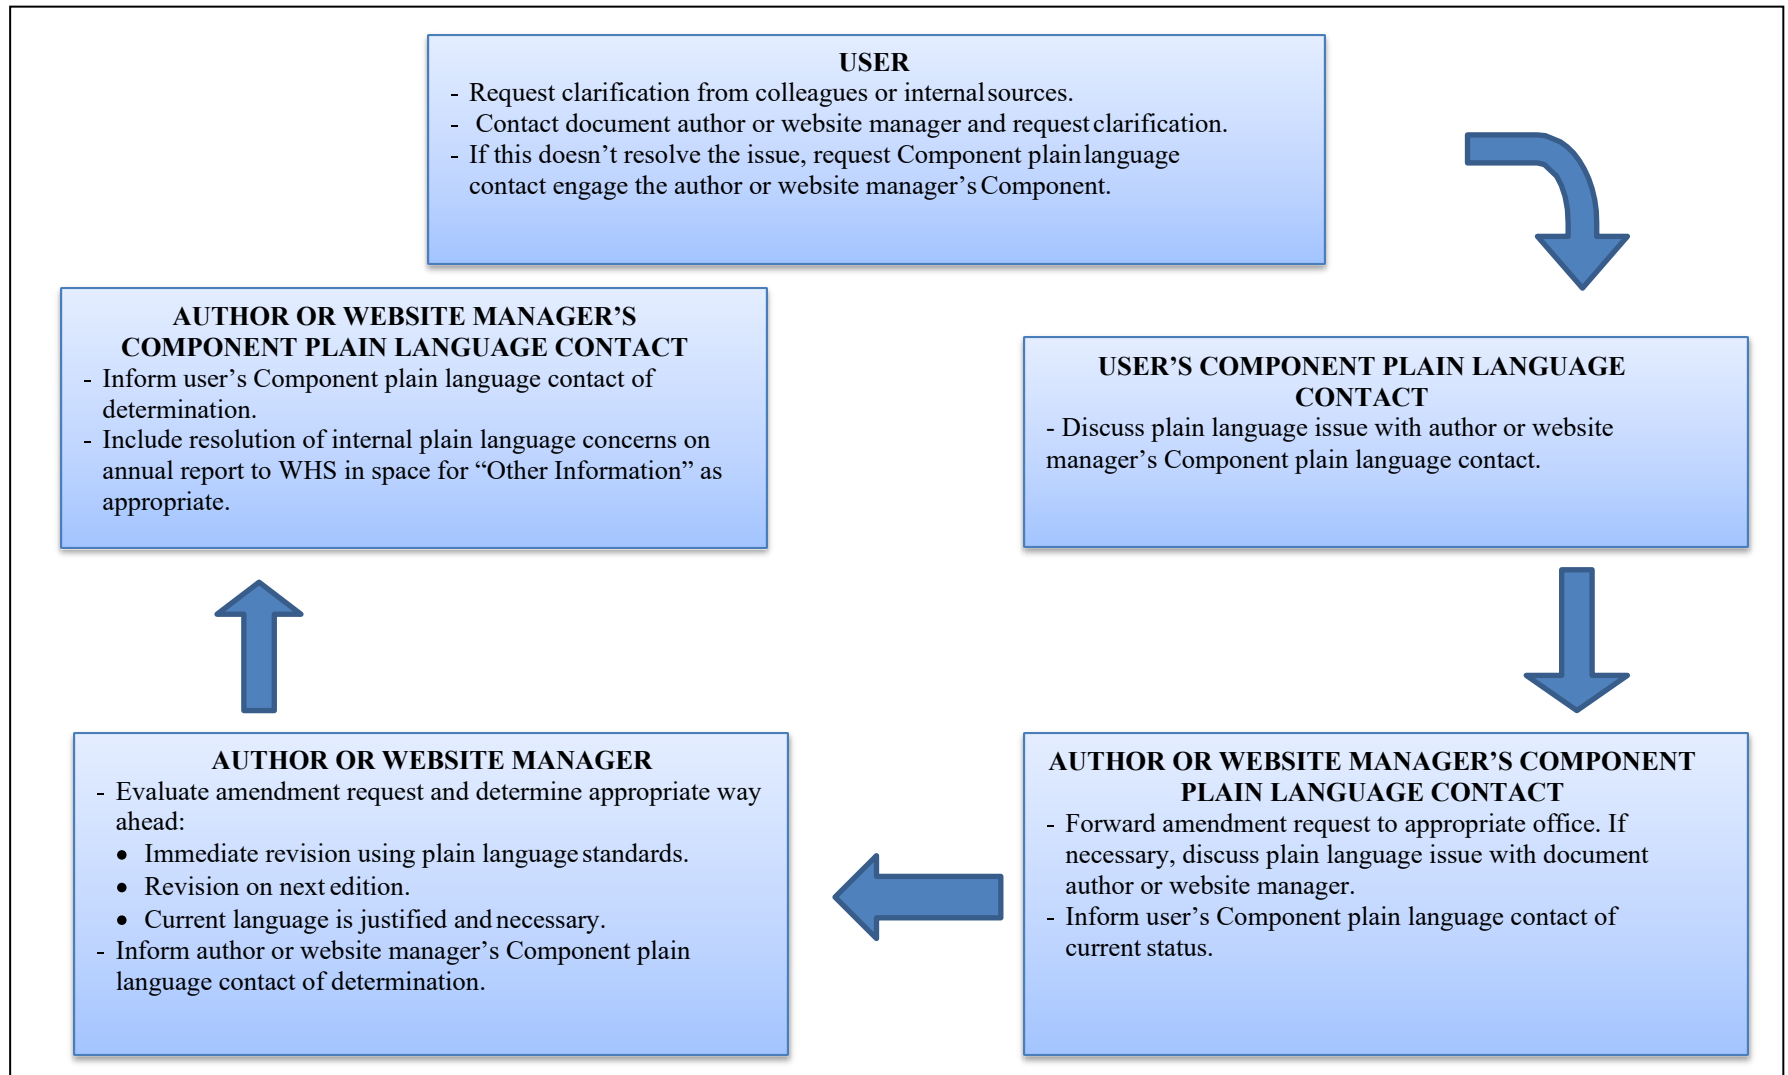 USER
- Request clarification from colleagues or internal sources.
- Contact document author or website manager and request clarification.
- If this doesn’t resolve the issue, request Component plain language
contact engage the author or website manager’s Component.
USER’S COMPONENT PLAIN LANGUAGE
CONTACT
- Discuss plain language issue with author or website
manager’s Component plain language contact.
AUTHOR OR WEBSITE MANAGER’S COMPONENT
PLAIN LANGUAGE CONTACT
- Forward amendment request to appropriate office. If
necessary, discuss plain language issue with document
author or website manager.
- Inform user’s Component plain language contact of
current status.
AUTHOR OR WEBSITE MANAGER
- Evaluate amendment request and determine appropriate way
ahead:
• Immediate revision using plain language standards.
• Revision on next edition.
• Current language is justified and necessary.
- Inform author or website manager’s Component plain
language contact of determination.
AUTHOR OR WEBSITE MANAGER’S
COMPONENT PLAIN LANGUAGE CONTACT
- Inform user’s Component plain language contact of
determination.
- Include resolution of internal plain language concerns on
annual report to WHS in space for “Other Information” as
appropriate.